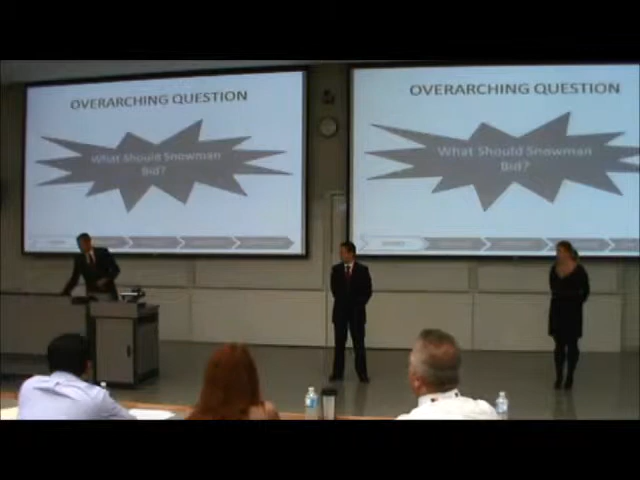 OVERARCHING QUESTION
What Should Snowman
Bid?
OVERARCHING QUESTION
What Should Snowman
Bid?